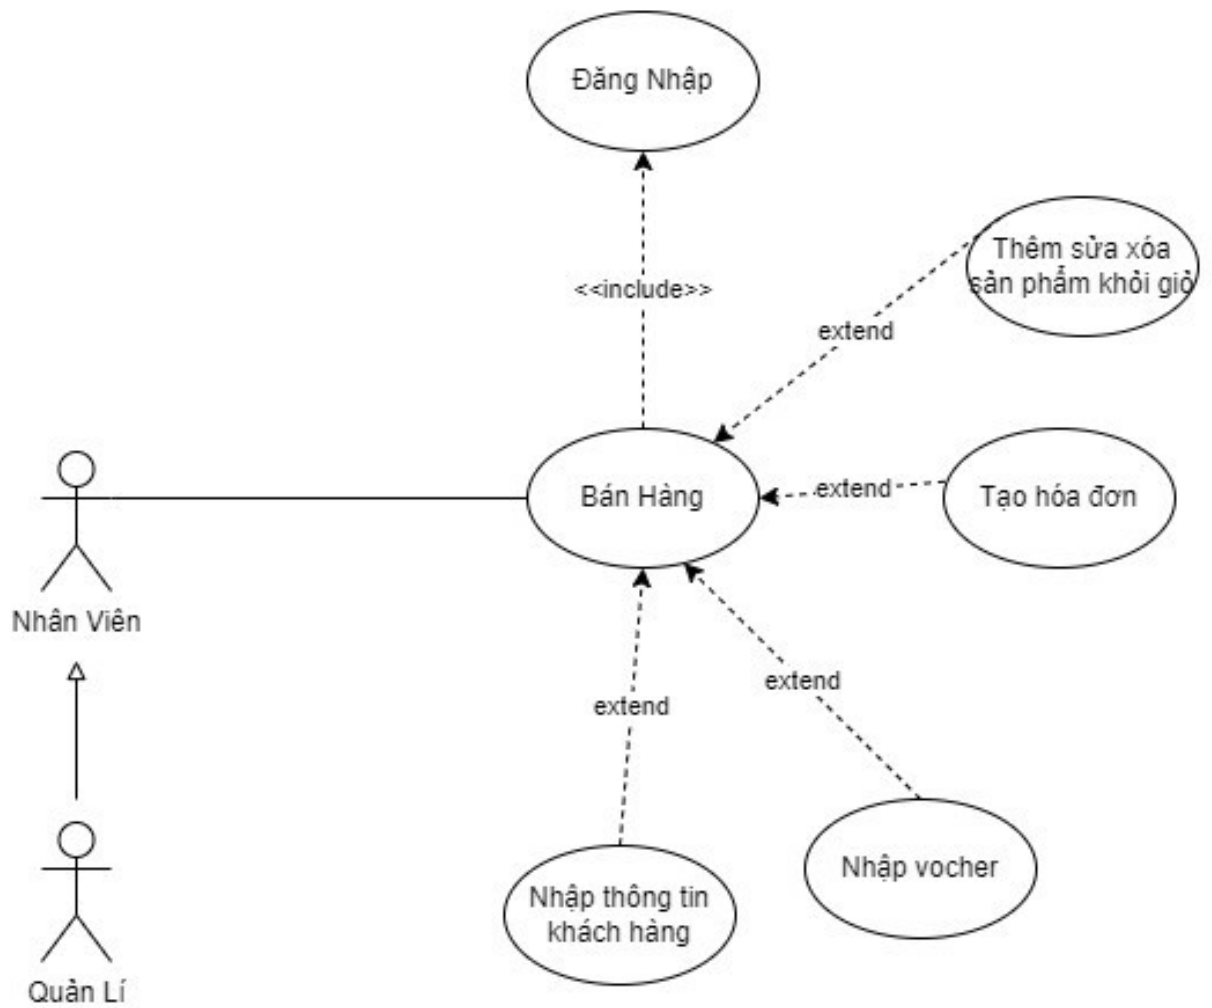 Đăng Nhập
Thêm sửa xóa
sản phẩm khỏi giỏ
<<include>>
extend
Bán Hàng
extend
Tạo hóa đơn
Nhân Viên
extend
extend
Nhập vocher
Nhập thông tin
khách hàng
Quản Lí